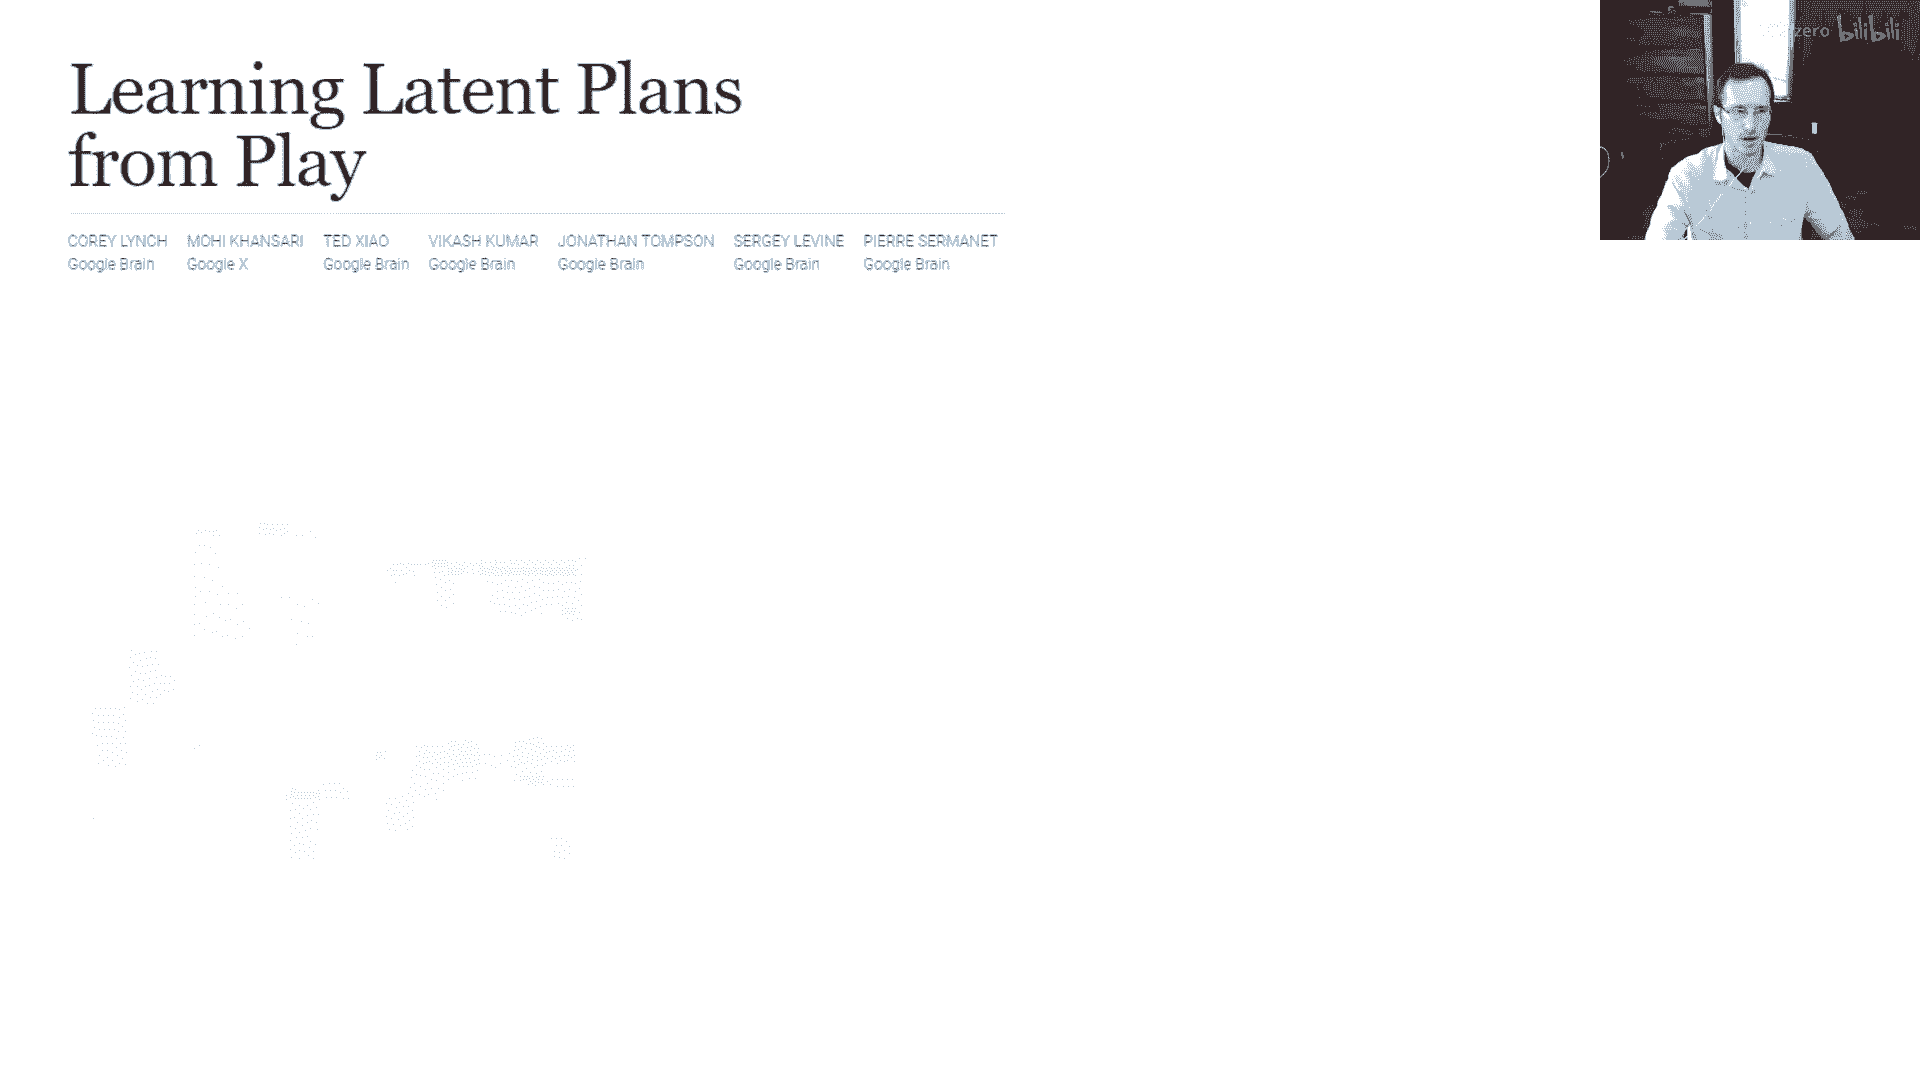 Learning Latent Plans
from Play
COREY LYNCH MOHI KHANSARI TED XIAO VIKASH KUMAR JONATHAN TOMPSON SERGEY LEVINE PIERRE SERMANET
Google Brain Google X Google Brain Google Brain Google Brain Google Brain Google Brain
zero bilibili